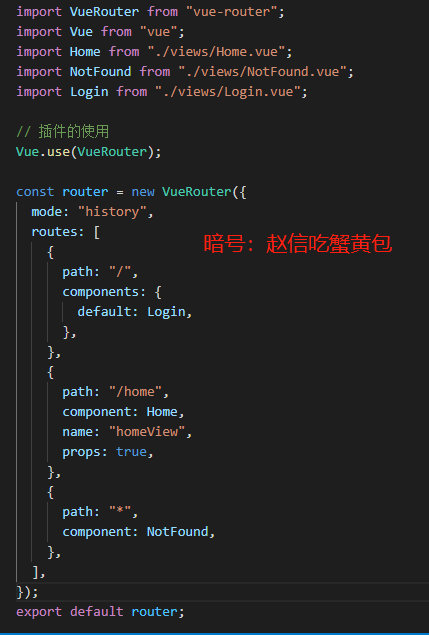 import VueRouter from "vue-router";
import Vue from "vue";
import Home from "./views/Home.vue";
import NotFound from "./views/NotFound.vue";
import Login from "./views/Login.vue";

// 插件的使用
Vue.use(VueRouter);

const router = new VueRouter({
  mode: "history",
  routes: [
暗号：赵信吃蟹黄包
    {
      path: "/",
      components: {
        default: Login,
      },
    },
    {
      path: "/home",
      component: Home,
      name: "homeView",
      props: true,
    },
    {
      path: "*",
      component: NotFound,
    },
  ],
});
export default router;